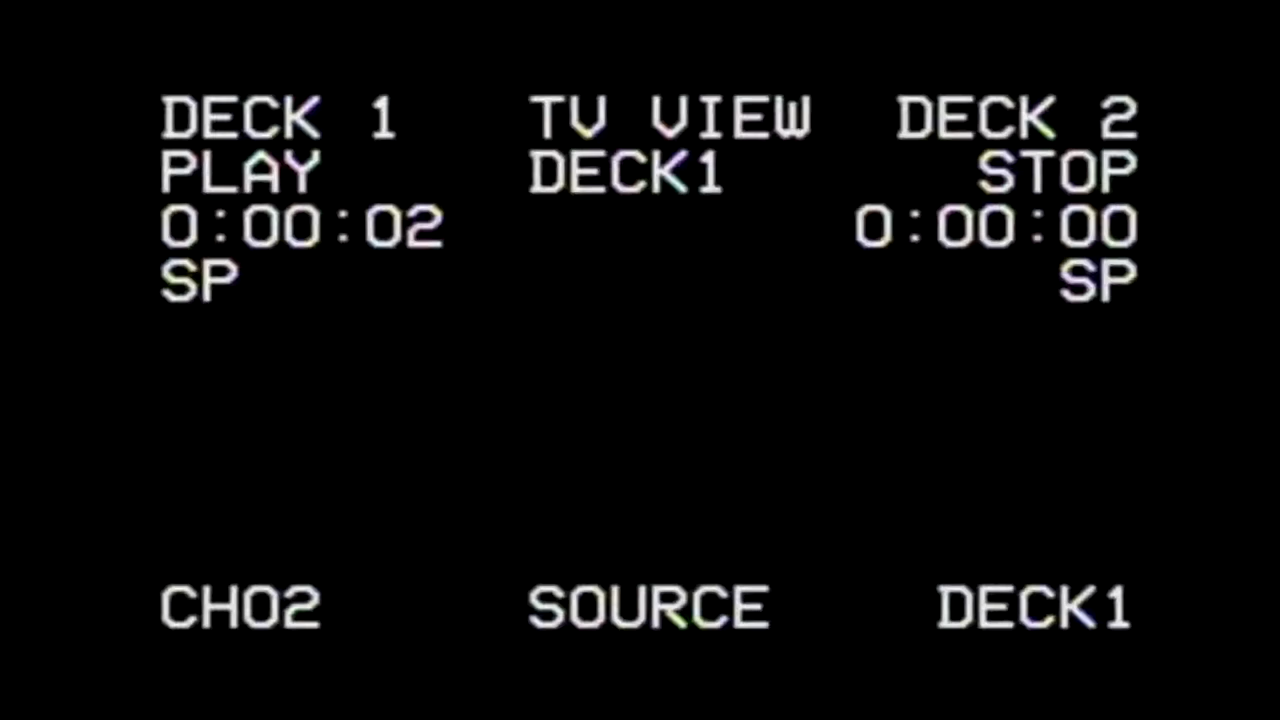 DECK 1 TV VIEW DECK 2
PLAY DECK1 STOP
0:00:02 0:00:00
SP SP
CH02 SOURCE DECK1